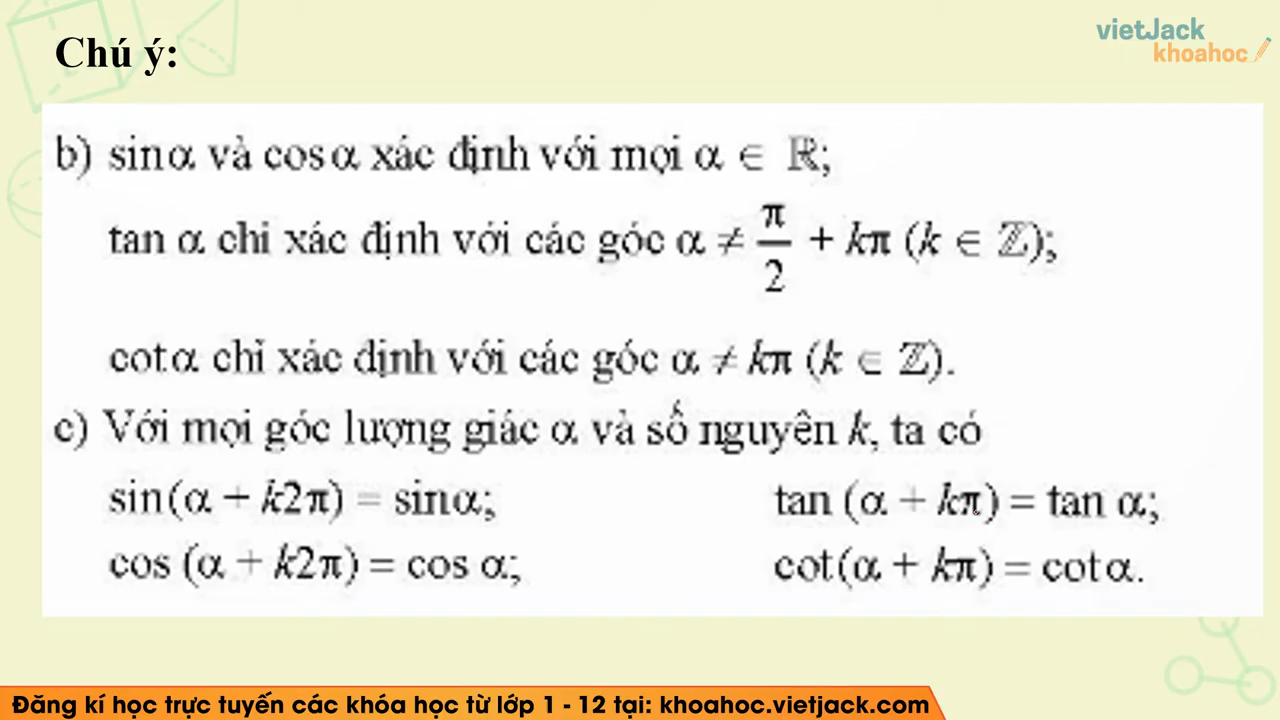 Chú ý:
vietJack
khoahoc
b) sinα và cosα xác định với mọi α ∈ ℝ;
tan α chỉ xác định với các góc α ≠ π/2 + kπ (k ∈ ℤ);
cotα chỉ xác định với các góc α ≠ kπ (k ∈ ℤ).
c) Với mọi góc lượng giác α và số nguyên k, ta có
sin(α + k2π) = sinα; tan (α + kπ) = tan α;
cos (α + k2π) = cos α; cot(α + kπ) = cotα.
Đăng kí học trực tuyến các khóa học từ lớp 1 - 12 tại: khoahoc.vietjack.com